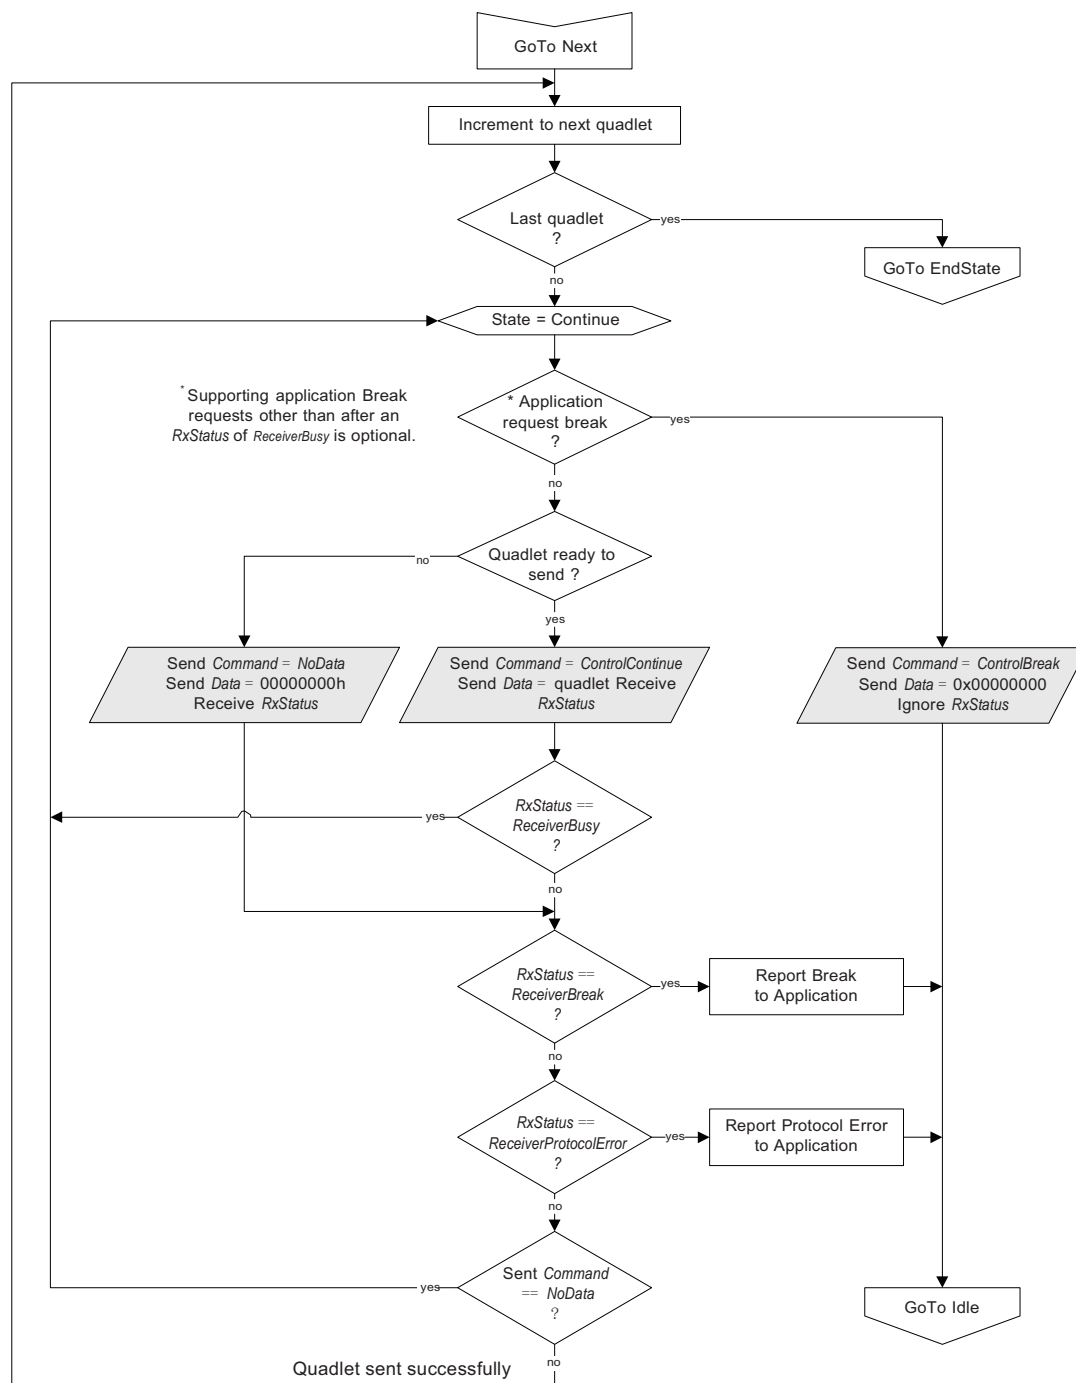 GoTo Next
Increment to next quadlet
Last quadlet
?
yes
GoTo EndState
no
State = Continue
* Supporting application Break
requests other than after an
RxStatus of ReceiverBusy is optional.
* Application
request break
?
yes
no
Quadlet ready to
send ?
no
yes
Send Command = NoData
Send Data = 00000000h
Receive RxStatus
Send Command = ControlContinue
Send Data = quadlet Receive
RxStatus
Send Command = ControlBreak
Send Data = 0x00000000
Ignore RxStatus
RxStatus ==
ReceiverBusy
?
yes
no
RxStatus ==
ReceiverBreak
?
yes
Report Break
to Application
no
RxStatus ==
ReceiverProtocolError
?
yes
Report Protocol Error
to Application
no
Sent Command
== NoData
?
yes
GoTo Idle
Quadlet sent successfully
no